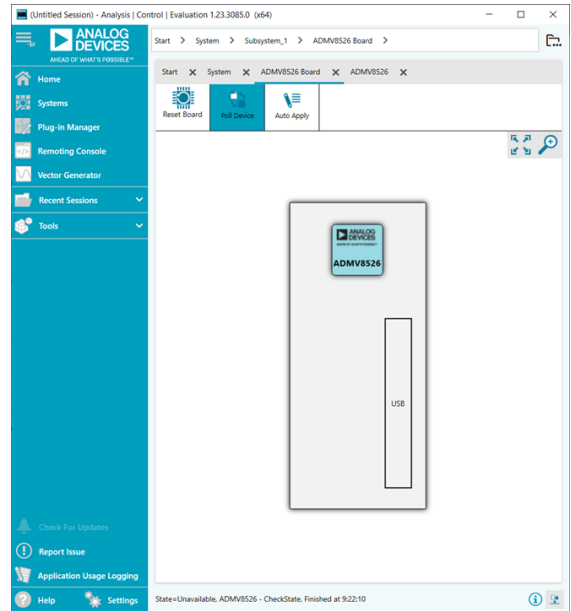 (Untitled Session) - Analysis | Control | Evaluation 1.23.3085.0 (x64)
ANALOG
DEVICES
AHEAD OF WHAT'S POSSIBLE™
Start > System > Subsystem_1 > ADMV8526 Board >
Home
Systems
Plug-in Manager
Remoting Console
Vector Generator
Recent Sessions
Tools
Start X System X ADMV8526 Board X ADMV8526 X
Reset Board Poll Device Auto Apply
ANALOG
DEVICES
AHEAD OF WHAT'S POSSIBLE™
ADMV8526
USB
Check For Updates
Report Issue
Application Usage Logging
Help Settings
State=Unavailable, ADMV8526 - CheckState, Finished at 9:22:10